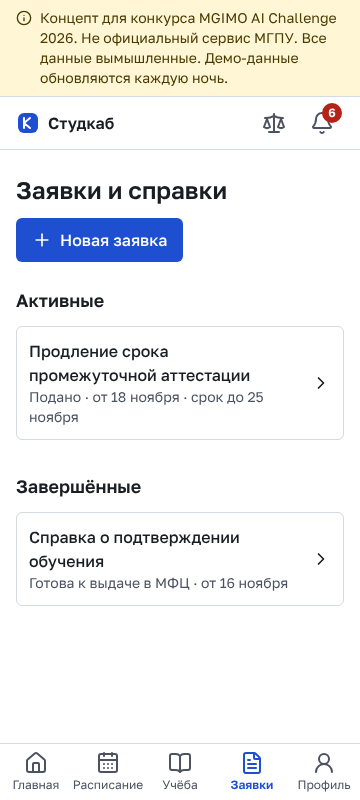 Концепт для конкурса MGIMO AI Challenge
2026. Не официальный сервис МГПУ. Все
данные вымышленные. Демо-данные
обновляются каждую ночь.
Студкаб
6
Заявки и справки
Новая заявка
Активные
Продление срока
промежуточной аттестации
Подано · от 18 ноября · срок до 25
ноября
Завершённые
Справка о подтверждении
обучения
Готова к выдаче в МФЦ · от 16 ноября
Главная Расписание Учёба Заявки Профиль